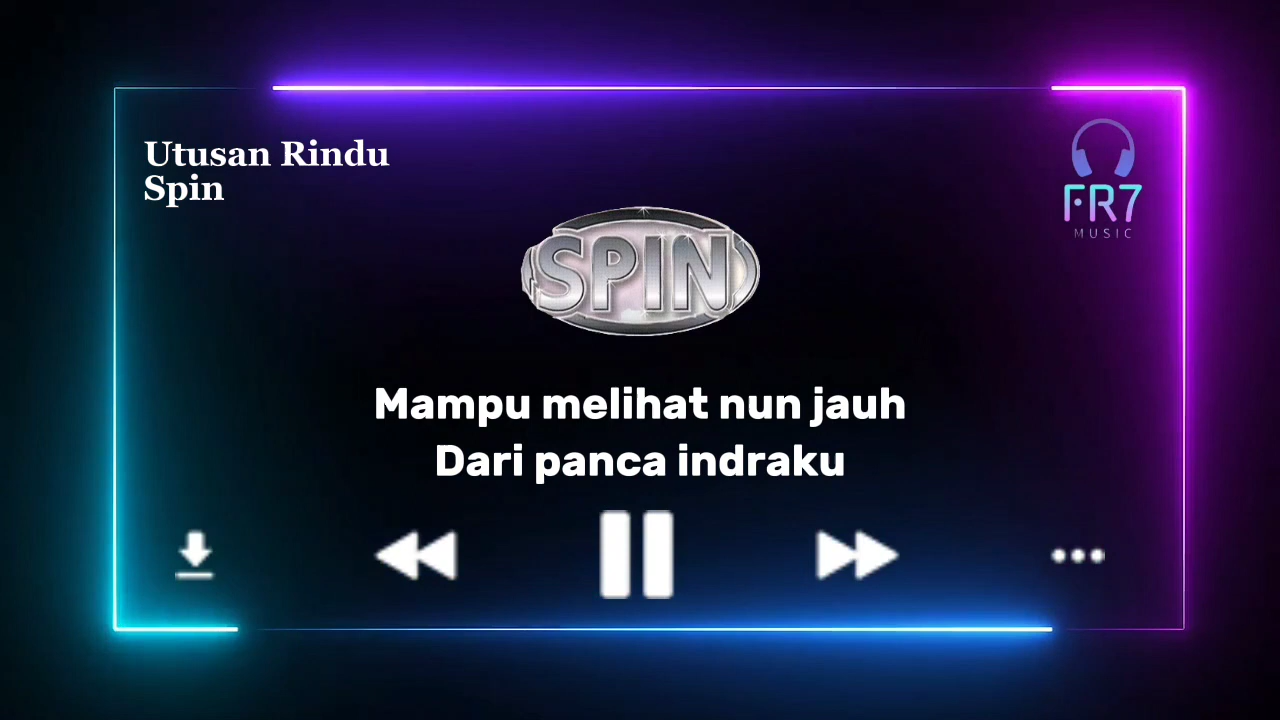 Utusan Rindu
Spin
FR7
MUSIC
SPIN
Mampu melihat nun jauh
Dari panca indraku